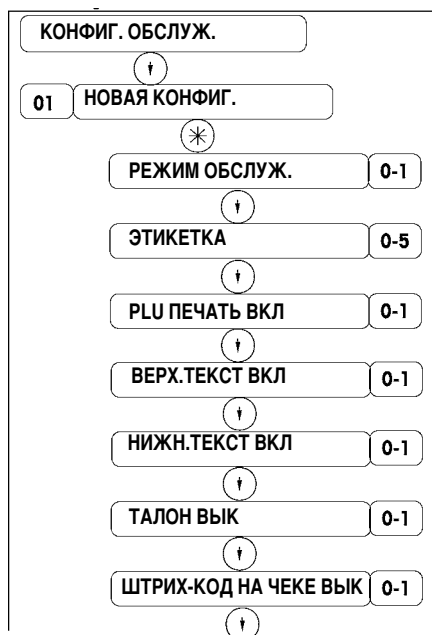 КОНФИГ. ОБСЛУЖ.
01 НОВАЯ КОНФИГ.
РЕЖИМ ОБСЛУЖ. 0-1
ЭТИКЕТКА 0-5
PLU ПЕЧАТЬ ВКЛ 0-1
ВЕРХ.ТЕКСТ ВКЛ 0-1
НИЖН.ТЕКСТ ВКЛ 0-1
ТАЛОН ВЫК 0-1
ШТРИХ-КОД НА ЧЕКЕ ВЫК 0-1